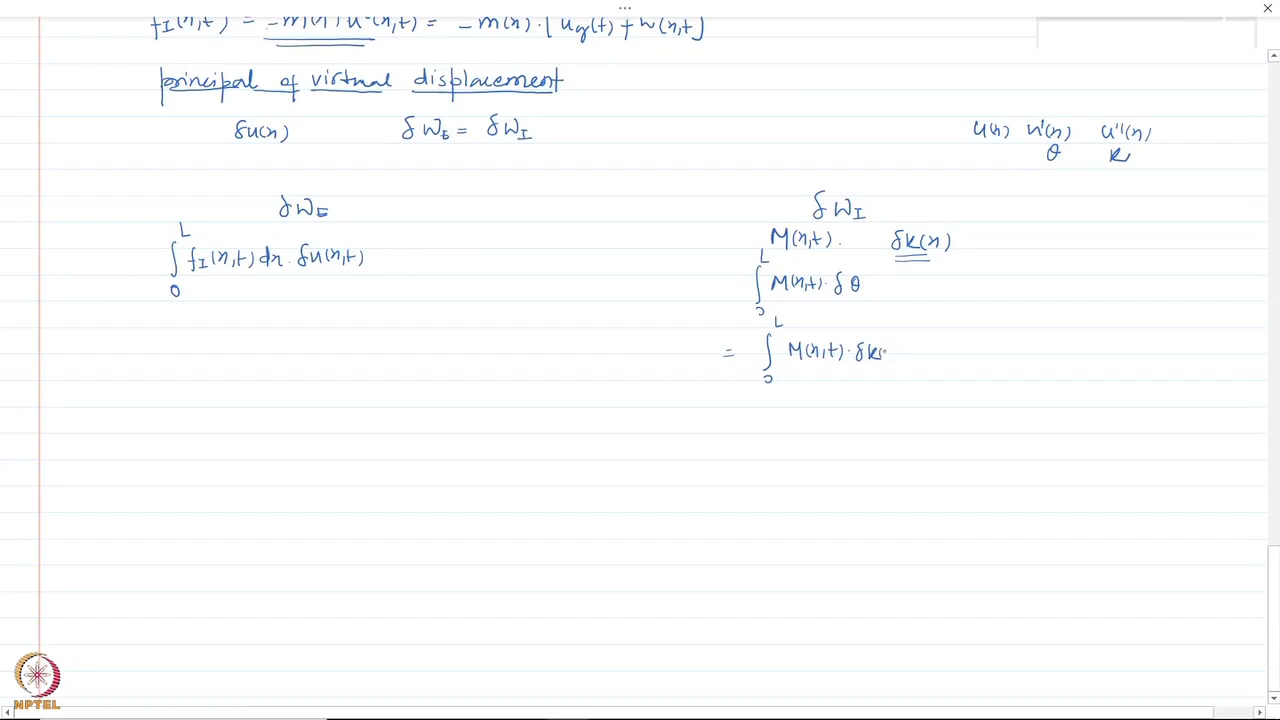 f_I(x,t) = -m(x) ü^t(x,t) = -m(x)·[ü_g(t) + ü(x,t)]
principal of virtual displacement
δu(x) δW_E = δW_I u(x) u'(x) u''(x)
θ κ
δW_E δW_I
M(x,t). δκ(x)
∫_0^L f_I(x,t) dx. δu(x,t) ∫_0^L M(x,t)·δθ
= ∫_0^L M(x,t)·δκ
NPTEL